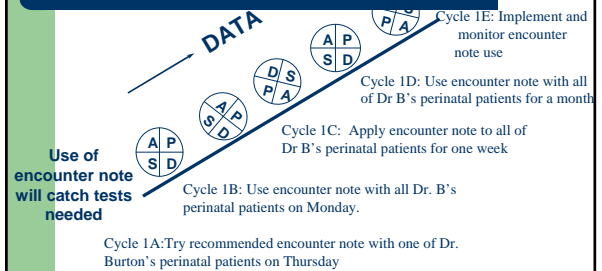 Cycle 1E: Implement and
monitor encounter
note use
DATA
P A
A P
S D
D S
P A
Cycle 1D: Use encounter note with all
of Dr B’s perinatal patients for a month
A P
S D
Cycle 1C: Apply encounter note to all of
Dr B’s perinatal patients for one week
A P
S D
Use of
encounter note
will catch tests
needed
Cycle 1B: Use encounter note with all Dr. B’s
perinatal patients on Monday.
Cycle 1A:Try recommended encounter note with one of Dr.
Burton’s perinatal patients on Thursday